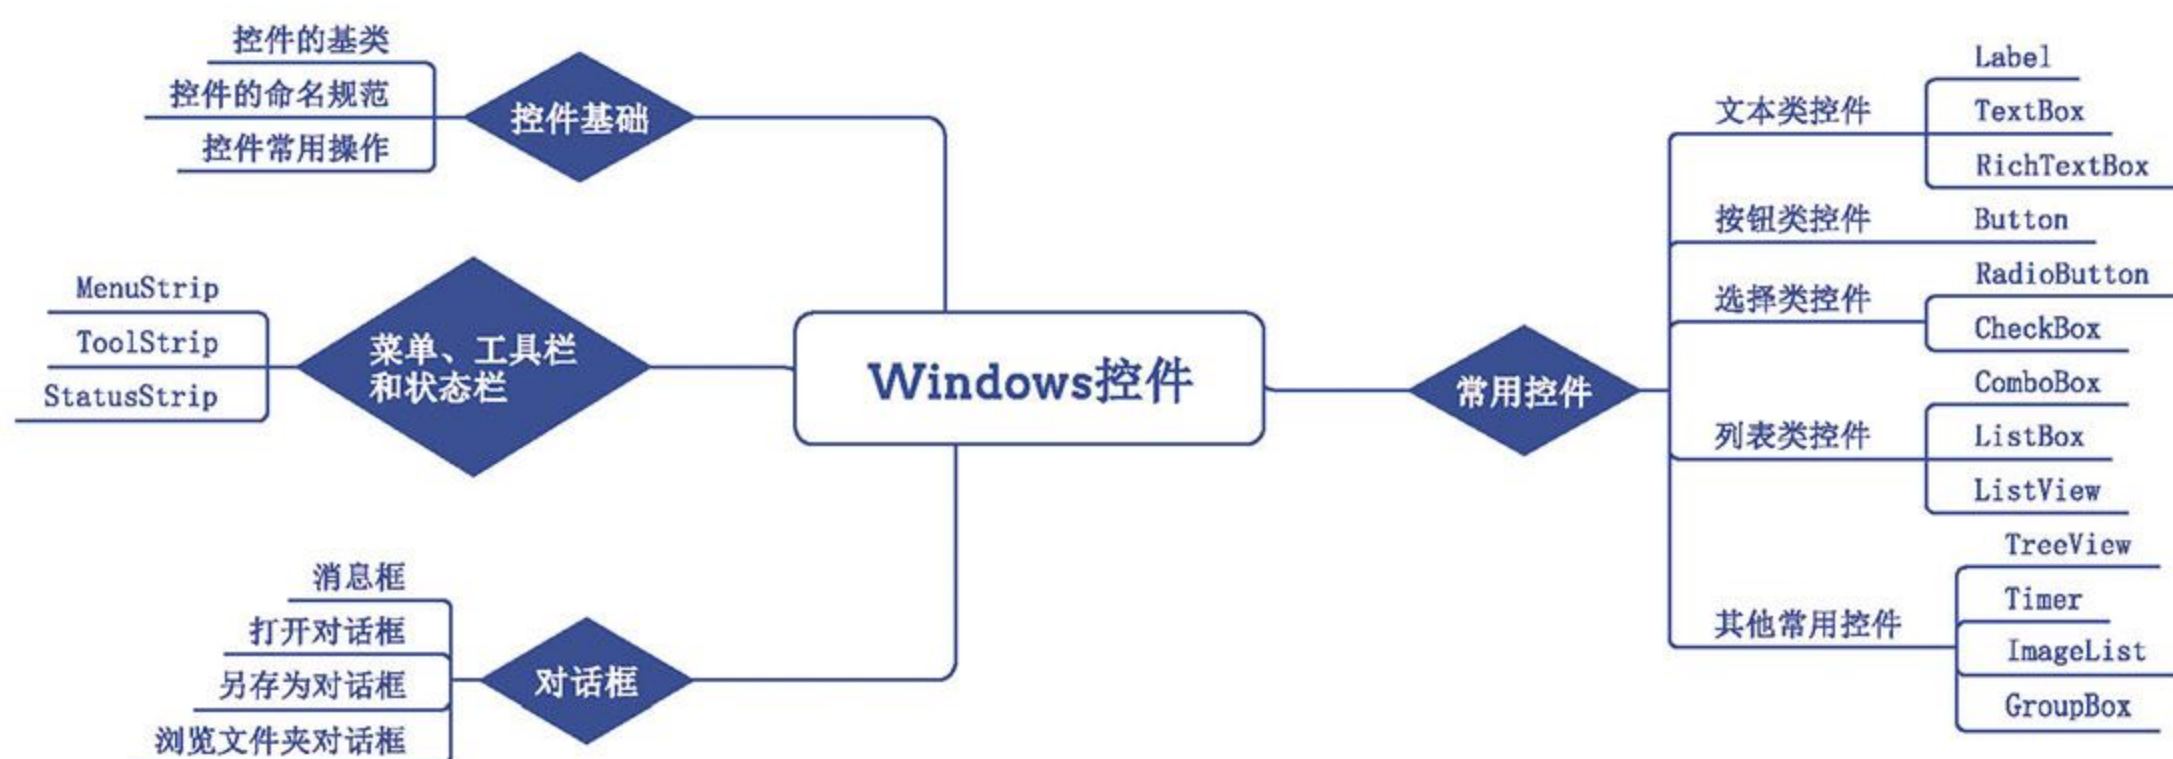 控件的基类
控件的命名规范
控件常用操作
控件基础
MenuStrip
ToolStrip
StatusStrip
菜单、工具栏
和状态栏
消息框
打开对话框
另存为对话框
浏览文件夹对话框
对话框
Windows控件
常用控件
文本类控件
Label
TextBox
RichTextBox
按钮类控件
Button
选择类控件
RadioButton
CheckBox
列表类控件
ComboBox
ListBox
ListView
其他常用控件
TreeView
Timer
ImageList
GroupBox